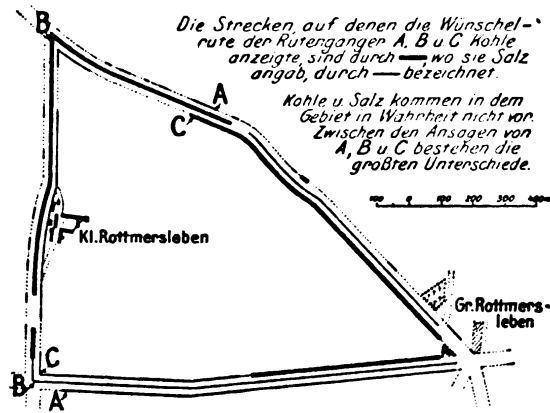 Die Strecken, auf denen die Wünschel-
rute der Rutengänger A, B u C Kohle
anzeigte, sind durch —, wo sie Salz
angab, durch — bezeichnet.
Kohle u. Salz kommen in dem
Gebiet in Wahrheit nicht vor.
Zwischen den Ansagen von
A, B u C bestehen die
größten Unterschiede.
100 0 100 200 300 400m
B
A
C
Kl. Rottmersleben
Gr. Rottmers-
leben
C
B
A
A